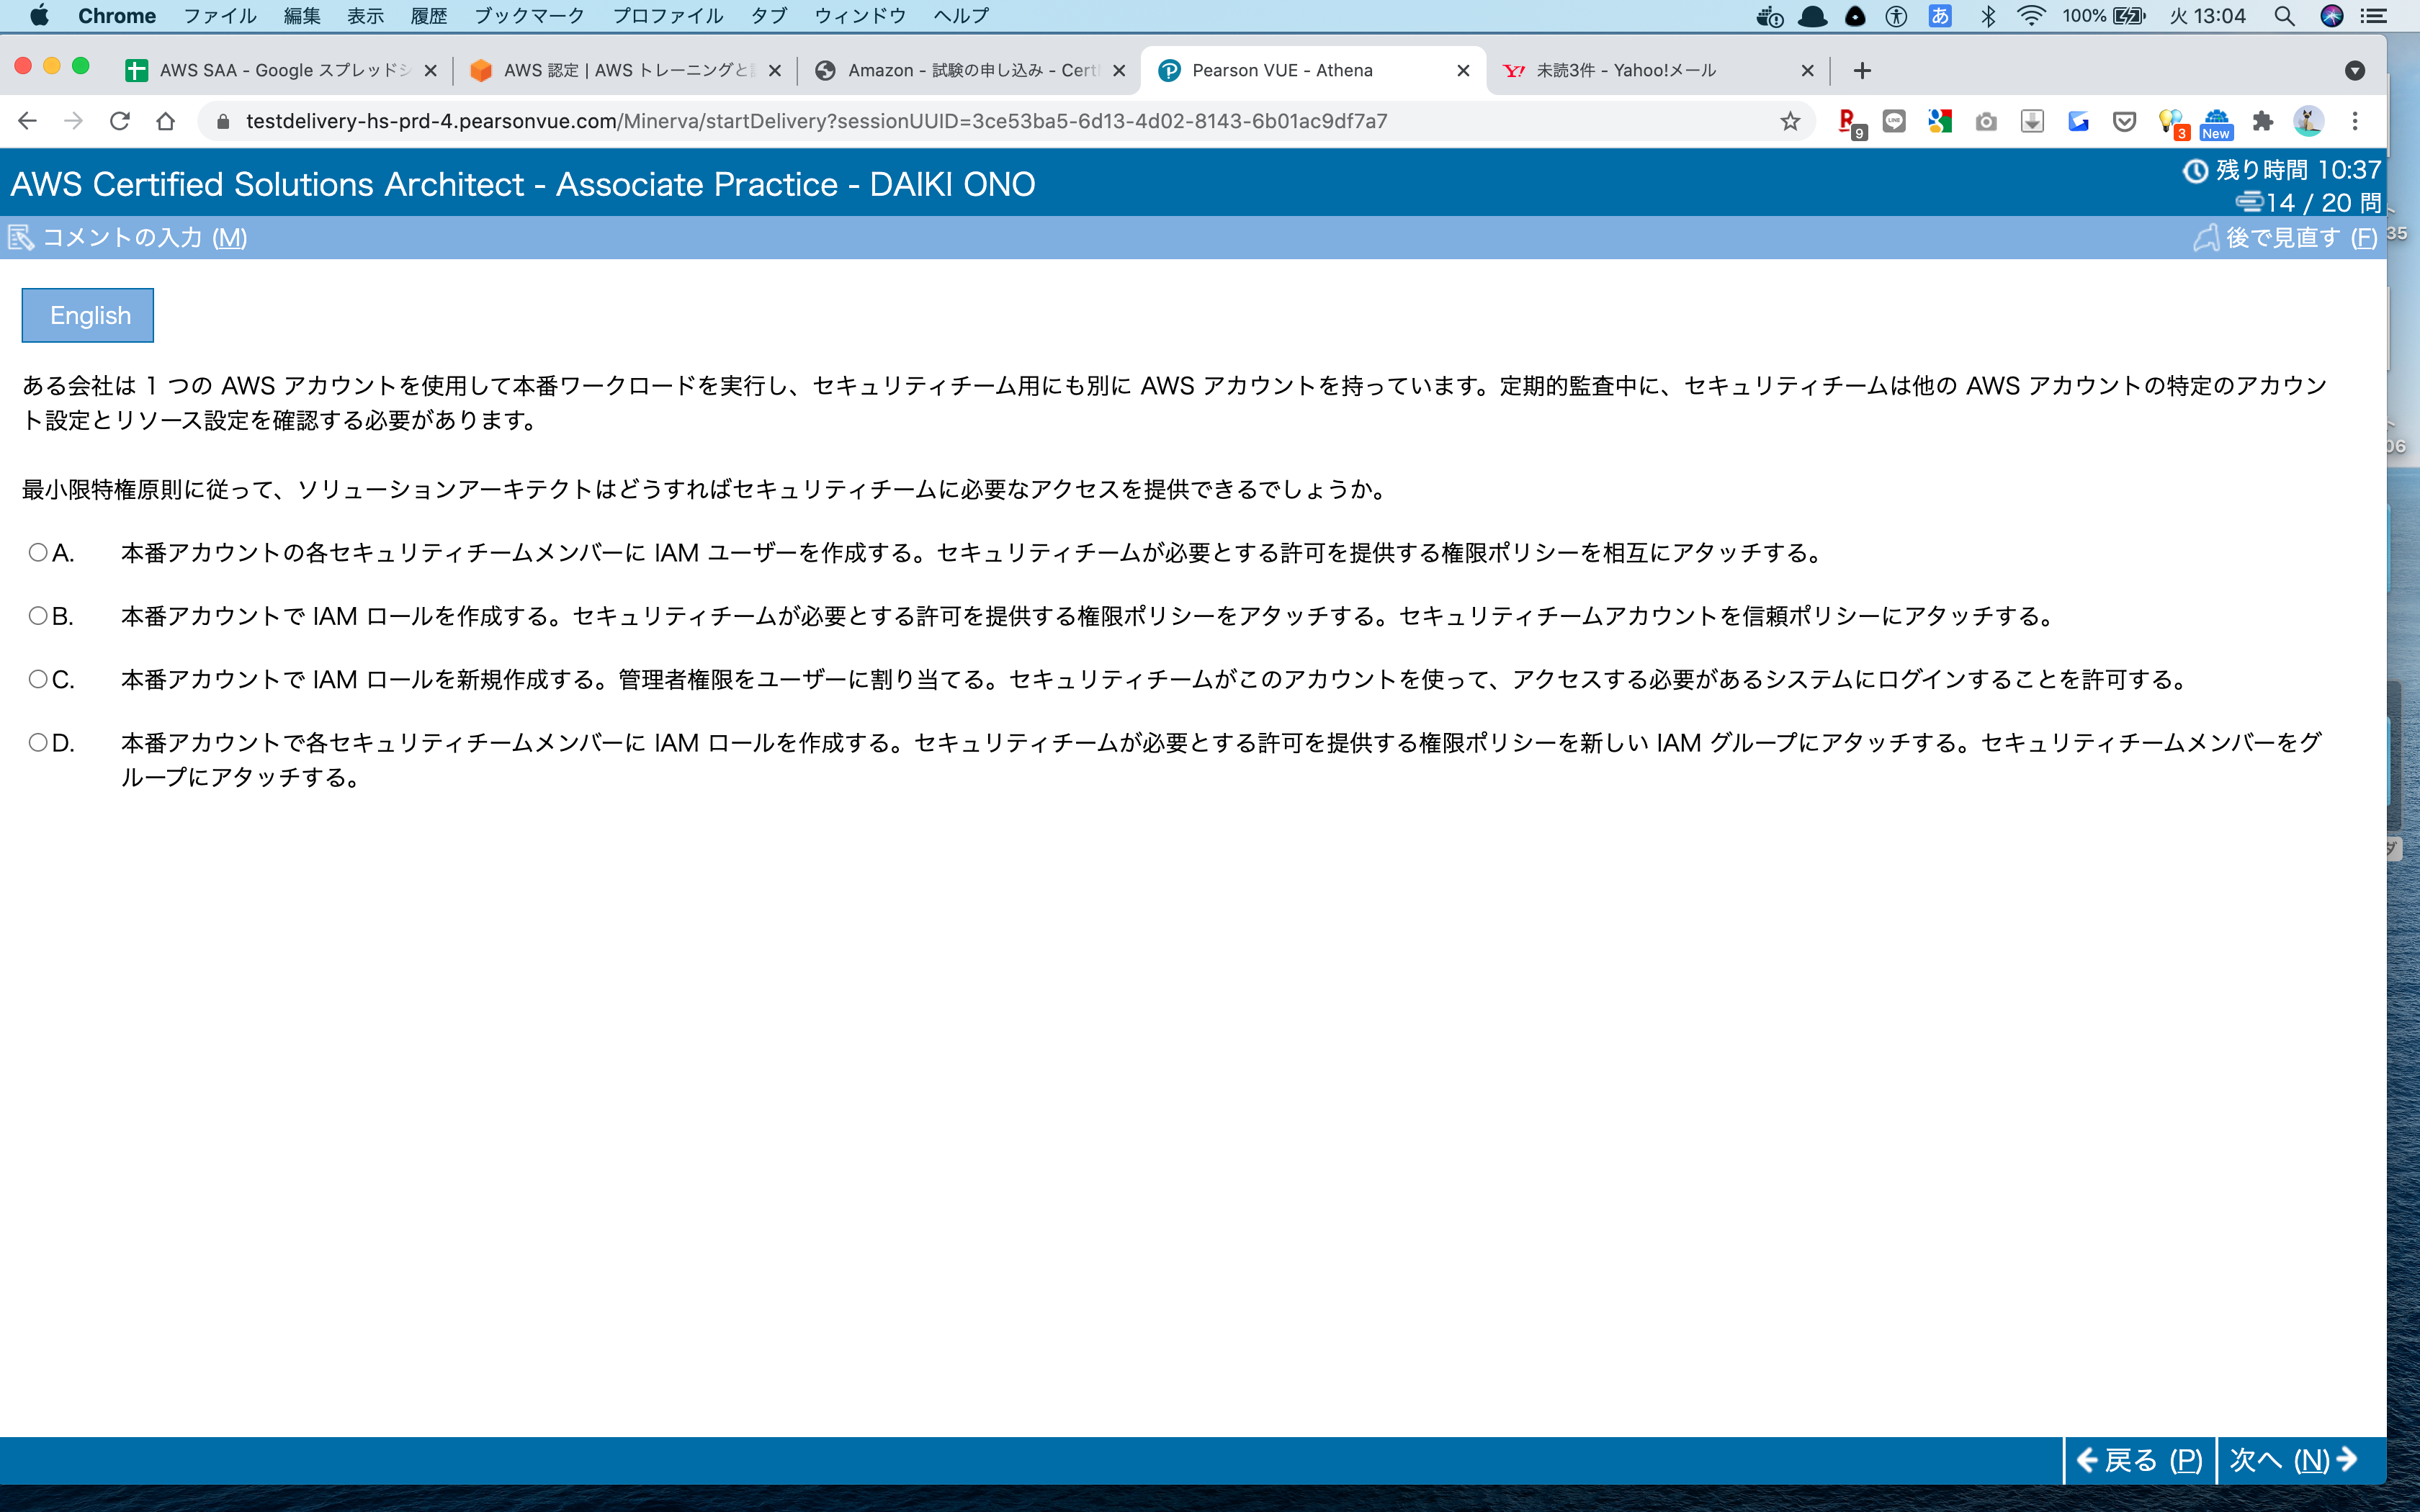 Chrome ファイル 編集 表示 履歴 ブックマーク プロファイル タブ ウィンドウ ヘルプ あ 100% 火 13:04
AWS SAA - Google スプレッドシ AWS 認定 | AWS トレーニングと Amazon - 試験の申し込み - Cert Pearson VUE - Athena Y! 未読3件 - Yahoo!メール
testdelivery-hs-prd-4.pearsonvue.com/Minerva/startDelivery?sessionUUID=3ce53ba5-6d13-4d02-8143-6b01ac9df7a7 R 9 LINE 3 New
AWS Certified Solutions Architect - Associate Practice - DAIKI ONO
残り時間 10:37
14 / 20 問
コメントの入力 (M) 後で見直す (F)
35
English
ある会社は 1 つの AWS アカウントを使用して本番ワークロードを実行し、セキュリティチーム用にも別に AWS アカウントを持っています。定期的監査中に、セキュリティチームは他の AWS アカウントの特定のアカウン
ト設定とリソース設定を確認する必要があります。
06
最小限特権原則に従って、ソリューションアーキテクトはどうすればセキュリティチームに必要なアクセスを提供できるでしょうか。
A. 本番アカウントの各セキュリティチームメンバーに IAM ユーザーを作成する。セキュリティチームが必要とする許可を提供する権限ポリシーを相互にアタッチする。
B. 本番アカウントで IAM ロールを作成する。セキュリティチームが必要とする許可を提供する権限ポリシーをアタッチする。セキュリティチームアカウントを信頼ポリシーにアタッチする。
C. 本番アカウントで IAM ロールを新規作成する。管理者権限をユーザーに割り当てる。セキュリティチームがこのアカウントを使って、アクセスする必要があるシステムにログインすることを許可する。
D. 本番アカウントで各セキュリティチームメンバーに IAM ロールを作成する。セキュリティチームが必要とする許可を提供する権限ポリシーを新しい IAM グループにアタッチする。セキュリティチームメンバーをグ
ループにアタッチする。
ダ
戻る (P) 次へ (N)